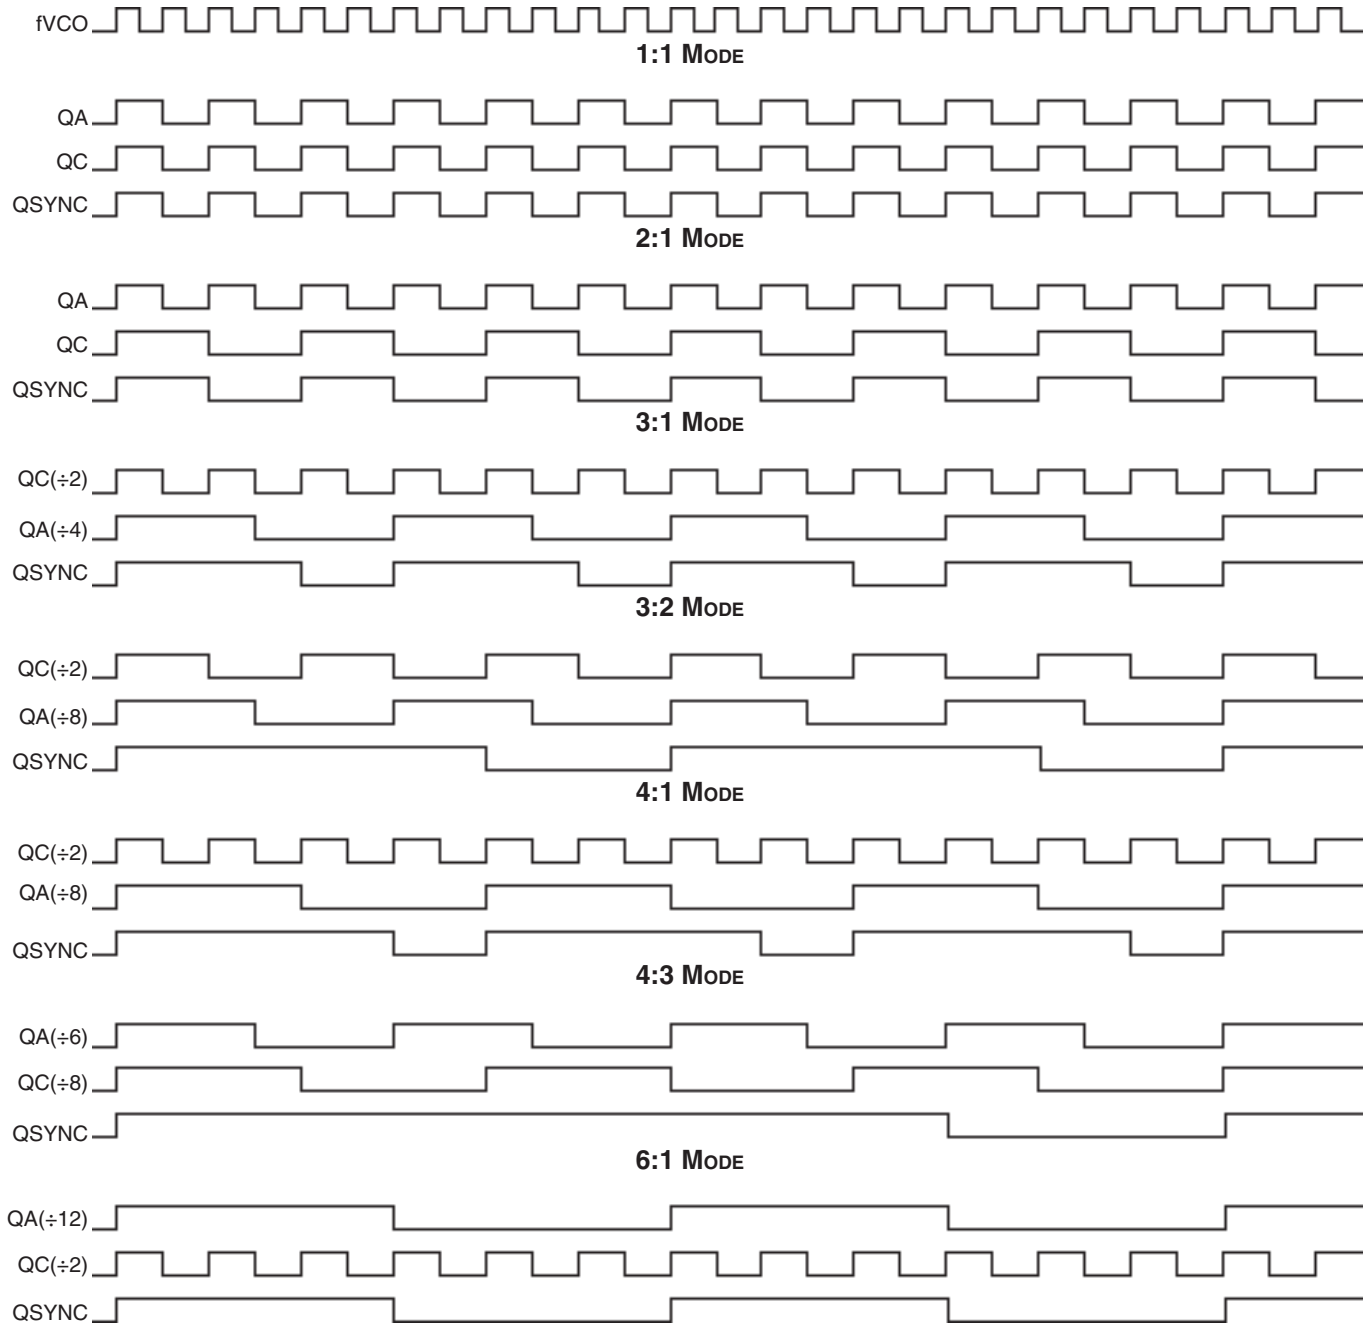 fVCO
1:1 MODE
QA
QC
QSYNC
2:1 MODE
QA
QC
QSYNC
3:1 MODE
QC(÷2)
QA(÷4)
QSYNC
3:2 MODE
QC(÷2)
QA(÷8)
QSYNC
4:1 MODE
QC(÷2)
QA(÷8)
QSYNC
4:3 MODE
QA(÷6)
QC(÷8)
QSYNC
6:1 MODE
QA(÷12)
QC(÷2)
QSYNC